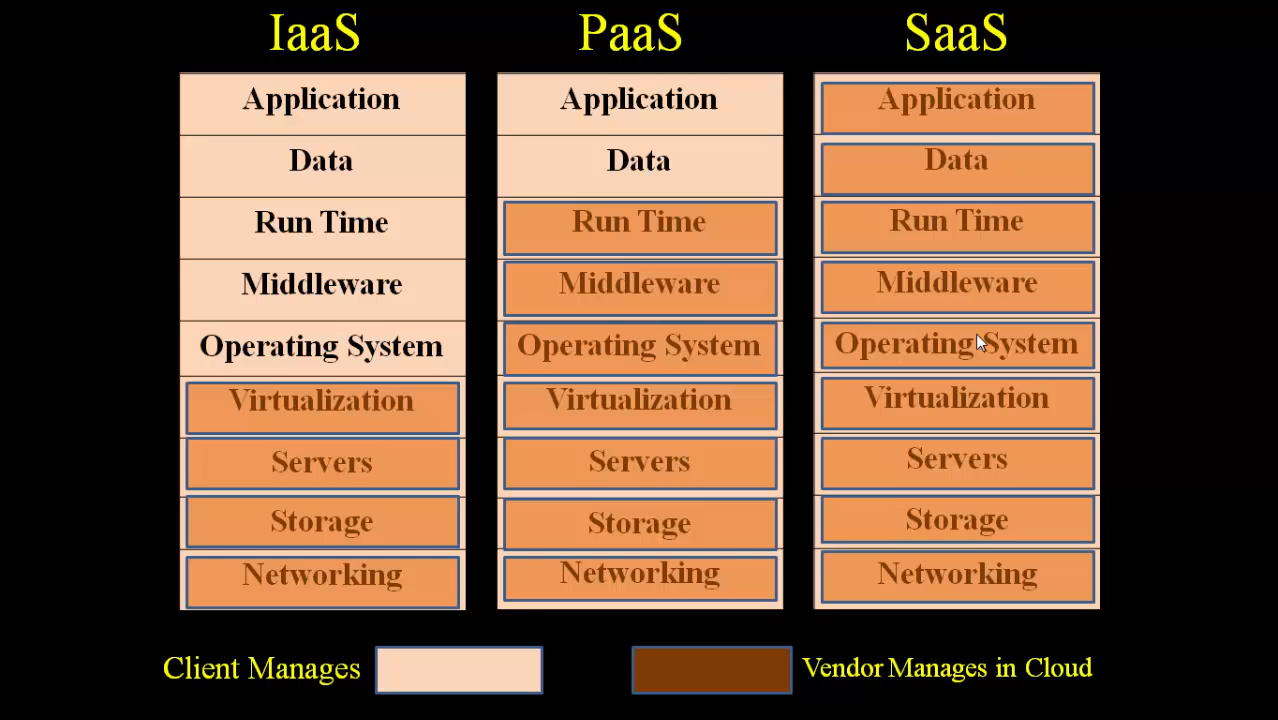 IaaS
PaaS
SaaS
Application
Application
Application
Data
Data
Data
Run Time
Run Time
Run Time
Middleware
Middleware
Middleware
Operating System
Operating System
Operating System
Virtualization
Virtualization
Virtualization
Servers
Servers
Servers
Storage
Storage
Storage
Networking
Networking
Networking
Client Manages
Vendor Manages in Cloud